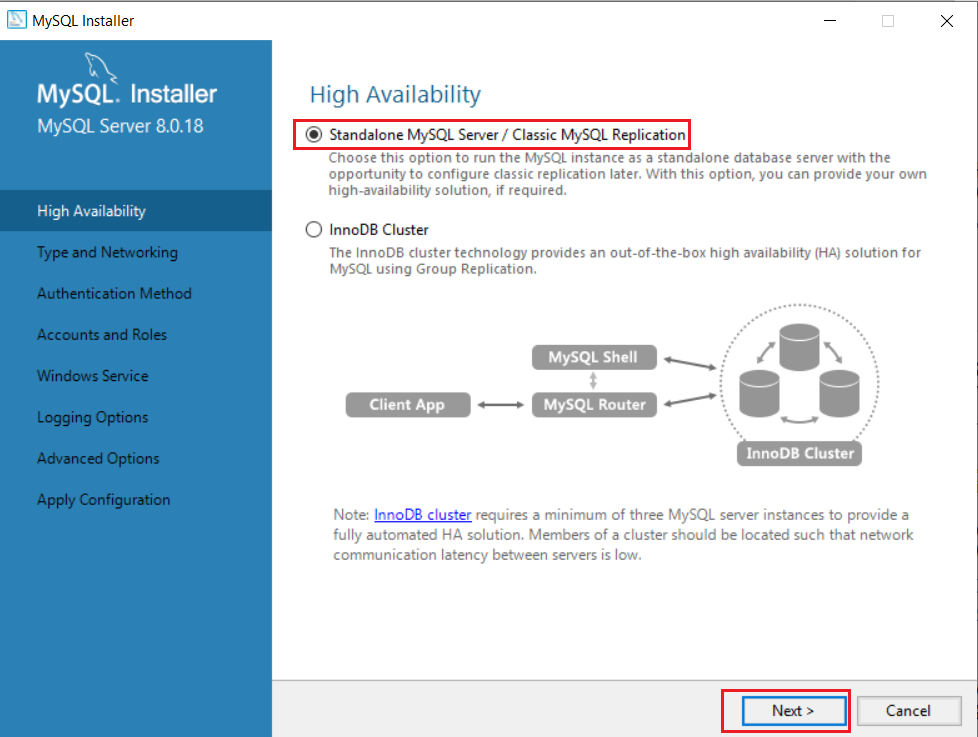 MySQL Installer
MySQL. Installer
MySQL Server 8.0.18
High Availability
Type and Networking
Authentication Method
Accounts and Roles
Windows Service
Logging Options
Advanced Options
Apply Configuration
High Availability
Standalone MySQL Server / Classic MySQL Replication
Choose this option to run the MySQL instance as a standalone database server with the
opportunity to configure classic replication later. With this option, you can provide your own
high-availability solution, if required.
InnoDB Cluster
The InnoDB cluster technology provides an out-of-the-box high availability (HA) solution for
MySQL using Group Replication.
MySQL Shell
Client App
MySQL Router
InnoDB Cluster
Note: InnoDB cluster requires a minimum of three MySQL server instances to provide a
fully automated HA solution. Members of a cluster should be located such that network
communication latency between servers is low.
Next >
Cancel